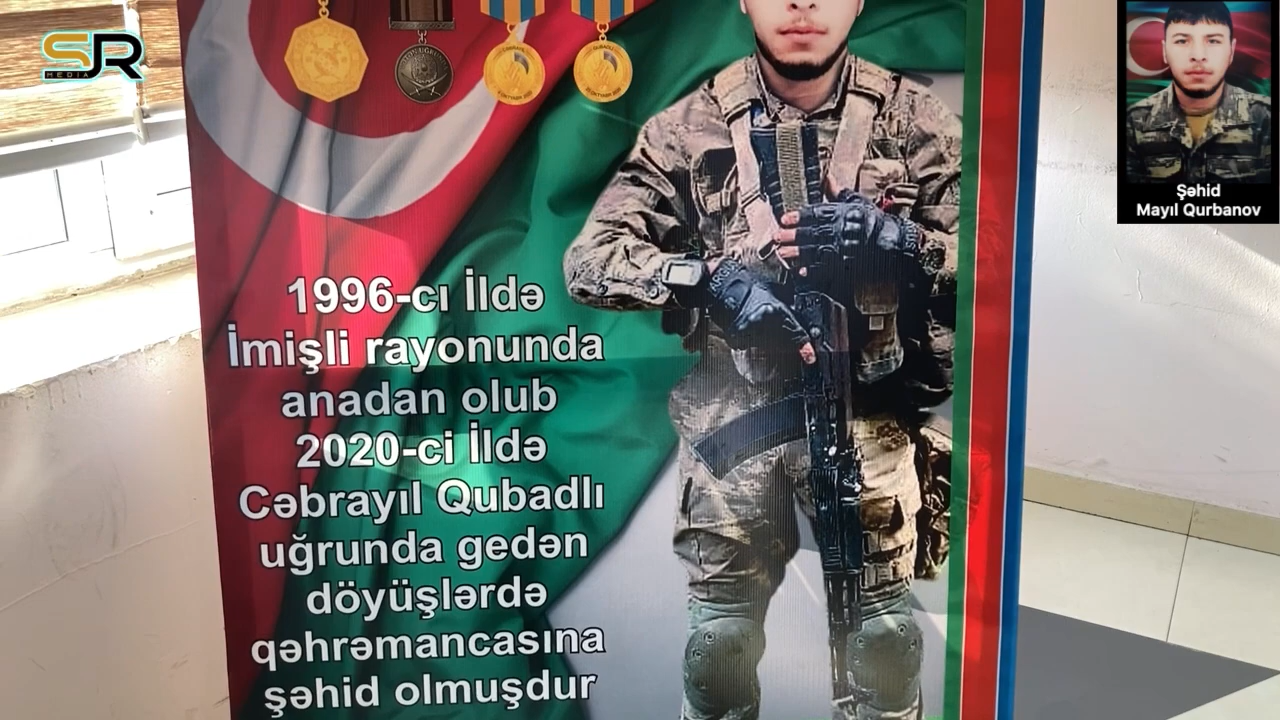 SR
MEDIA
Şəhid
Mayıl Qurbanov
1996-cı İldə
İmişli rayonunda
anadan olub
2020-ci İldə
Cəbrayıl Qubadlı
uğrunda gedən
döyüşlərdə
qəhrəmancasına
şəhid olmuşdur